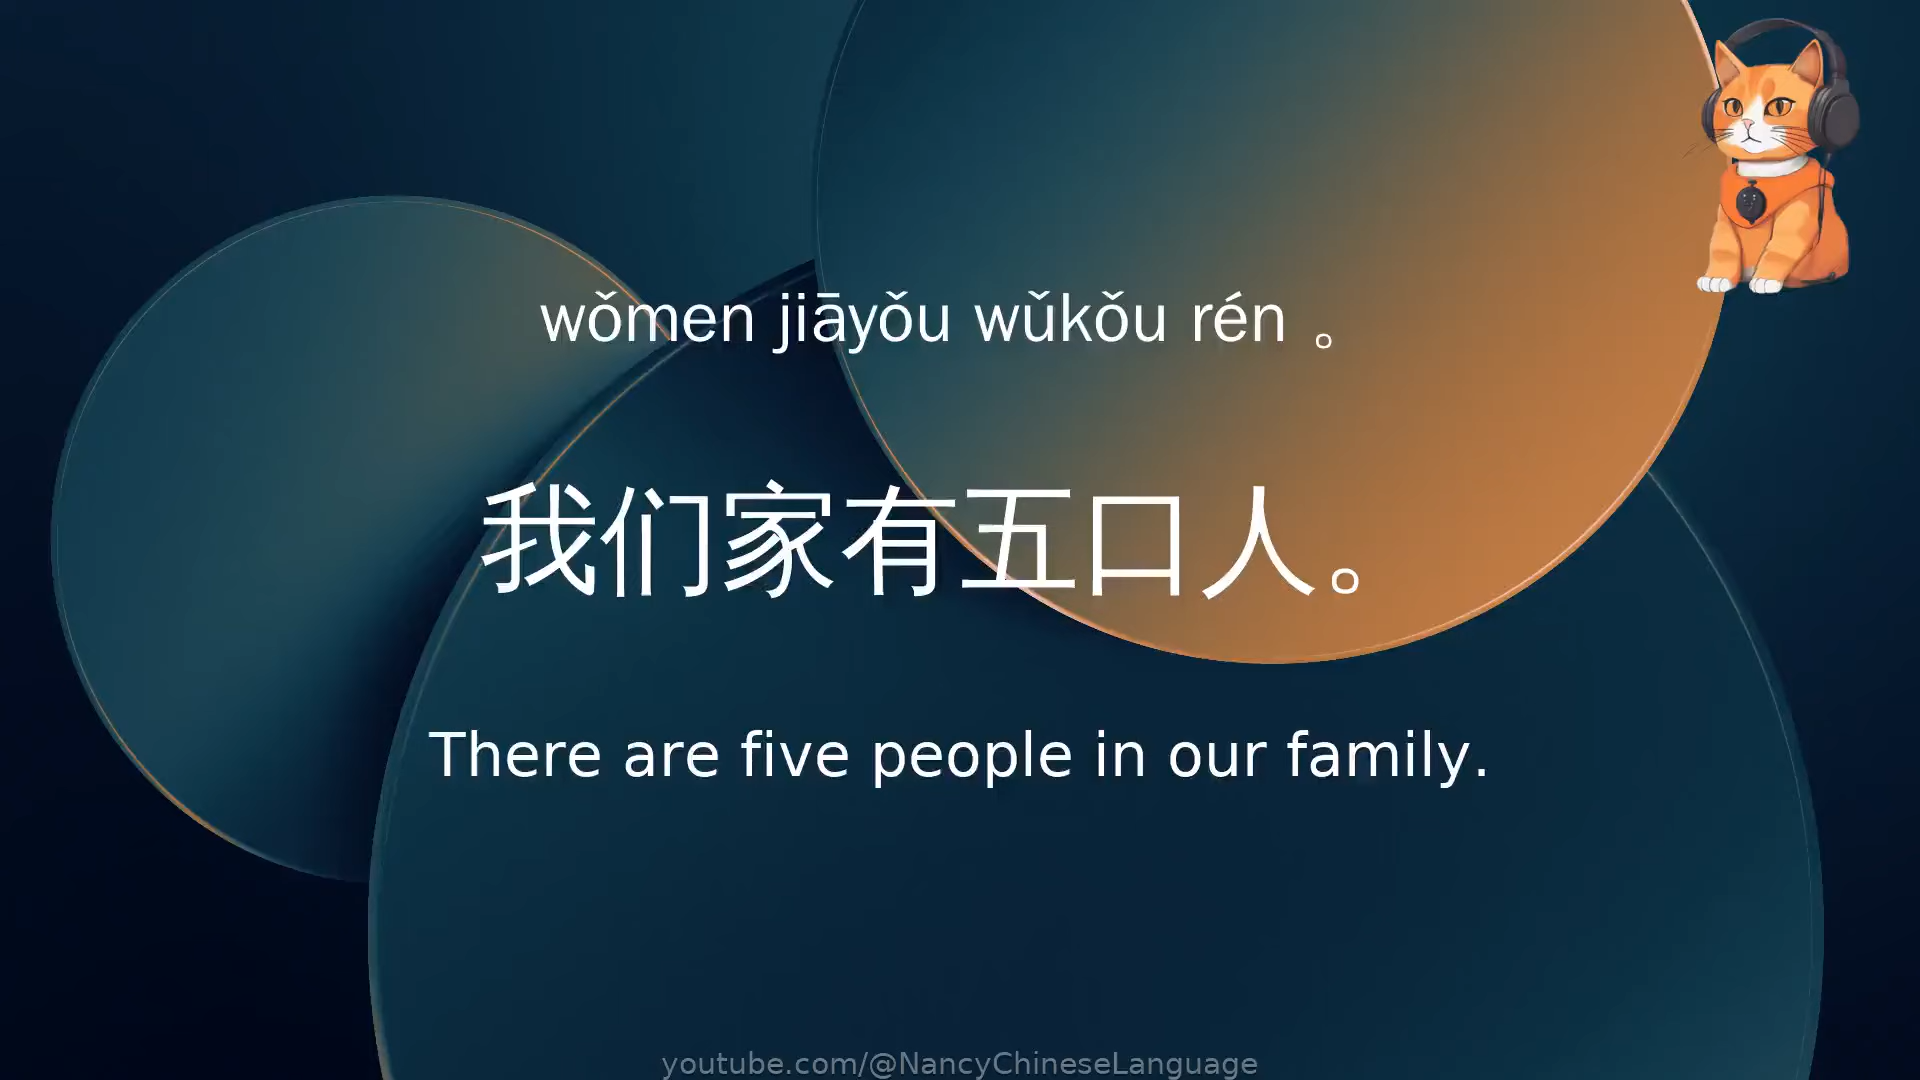 wǒmen jiāyǒu wǔkǒu rén 。
我们家有五口人。
There are five people in our family.
youtube.com/@NancyChineseLanguage